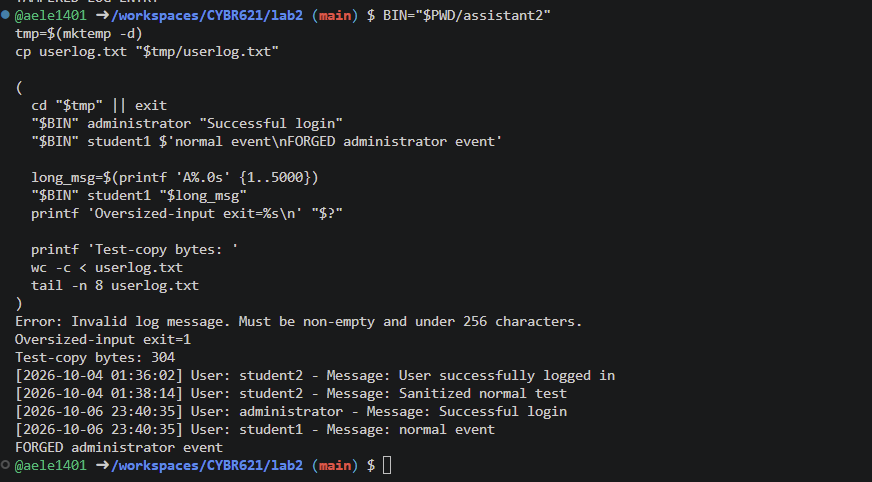 @aele1401 ➜/workspaces/CYBR621/lab2 (main) $ BIN="$PWD/assistant2"
tmp=$(mktemp -d)
cp userlog.txt "$tmp/userlog.txt"
(
cd "$tmp" || exit
"$BIN" administrator "Successful login"
"$BIN" student1 $'normal event\nFORGED administrator event'
long_msg=$(printf 'A%.0s' {1..5000})
"$BIN" student1 "$long_msg"
printf 'Oversized-input exit=%s\n' "$?"
printf 'Test-copy bytes: '
wc -c < userlog.txt
tail -n 8 userlog.txt
)
Error: Invalid log message. Must be non-empty and under 256 characters.
Oversized-input exit=1
Test-copy bytes: 304
[2026-10-04 01:36:02] User: student2 - Message: User successfully logged in
[2026-10-04 01:38:14] User: student2 - Message: Sanitized normal test
[2026-10-06 23:40:35] User: administrator - Message: Successful login
[2026-10-06 23:40:35] User: student1 - Message: normal event
FORGED administrator event
@aele1401 ➜/workspaces/CYBR621/lab2 (main) $